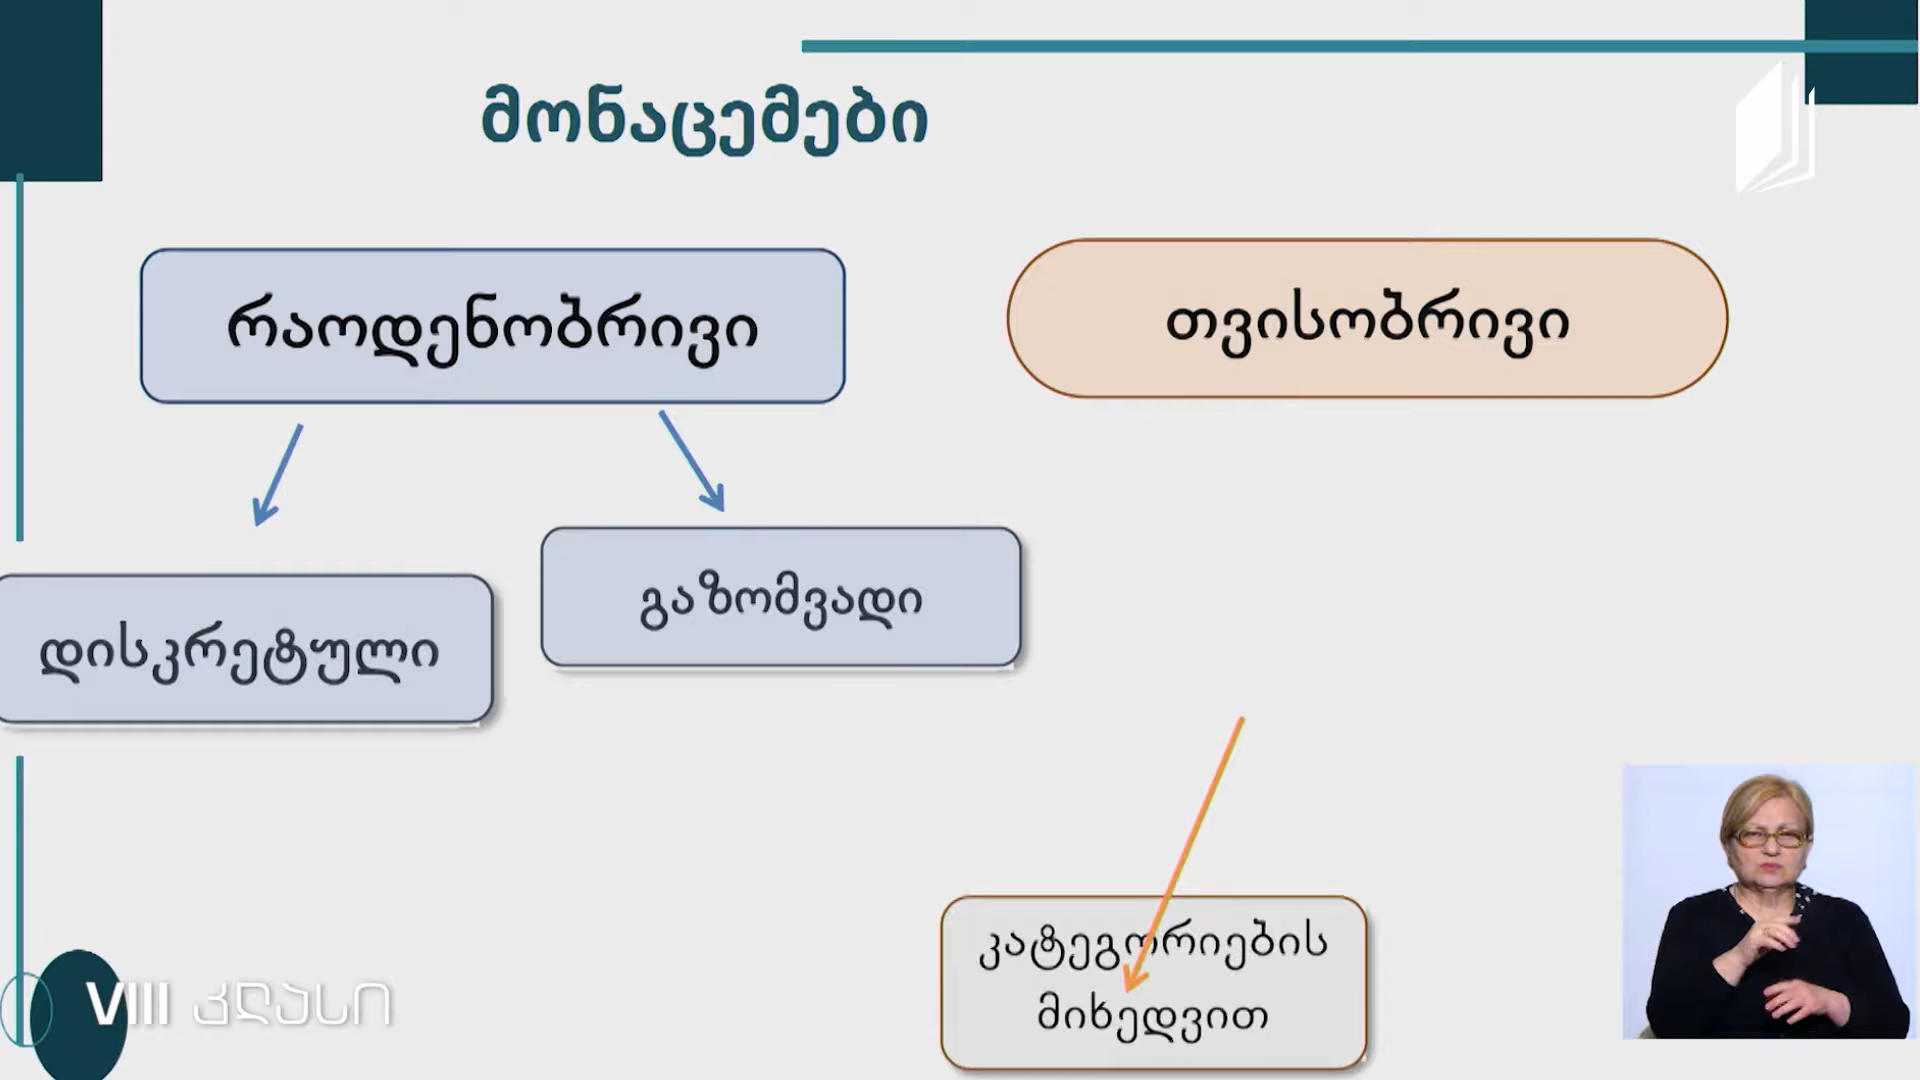 მონაცემები
რაოდენობრივი
თვისობრივი
დისკრეტული
გაზომვადი
კატეგორიების
მიხედვით
VIII კლასი